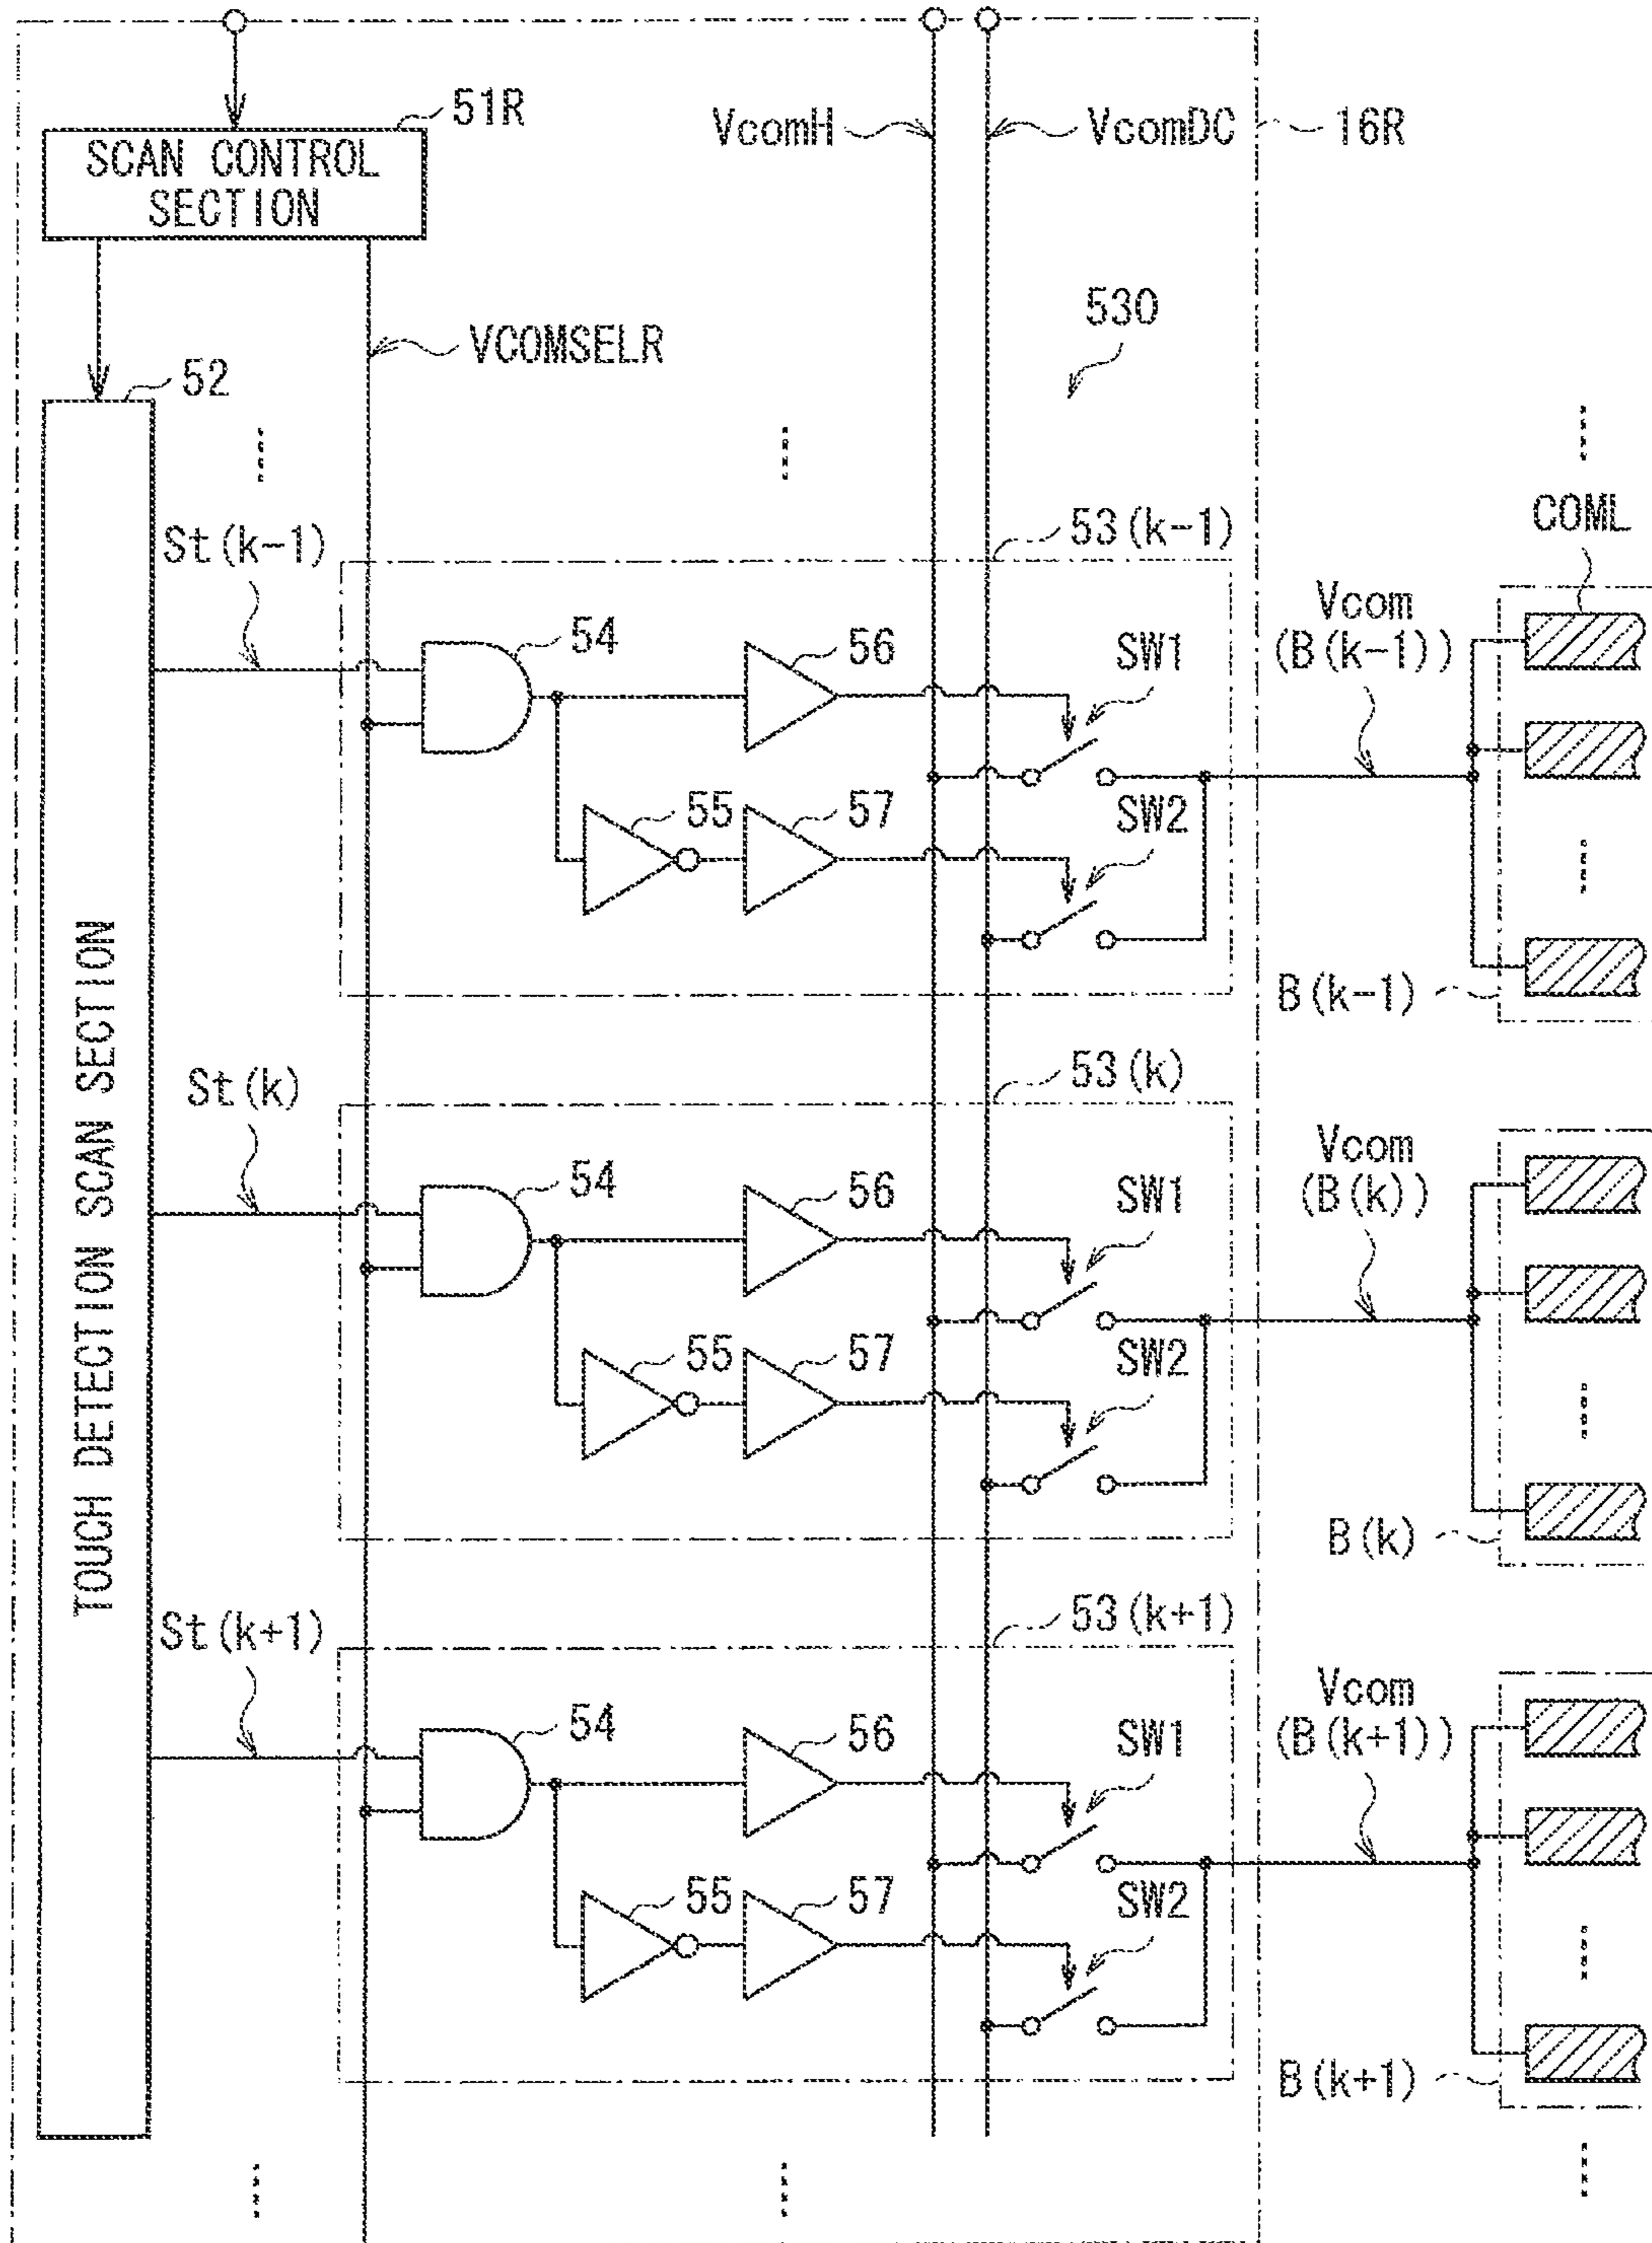 51R
SCAN CONTROL
SECTION
VcomH
VcomDC
16R
VCOMSELR
530
52
TOUCH DETECTION SCAN SECTION
COML
St(k-1)
53(k-1)
54
56
SW1
Vcom
(B(k-1))
55
57
SW2
B(k-1)
St(k)
53(k)
54
56
SW1
Vcom
(B(k))
55
57
SW2
B(k)
St(k+1)
53(k+1)
54
56
SW1
Vcom
(B(k+1))
55
57
SW2
B(k+1)